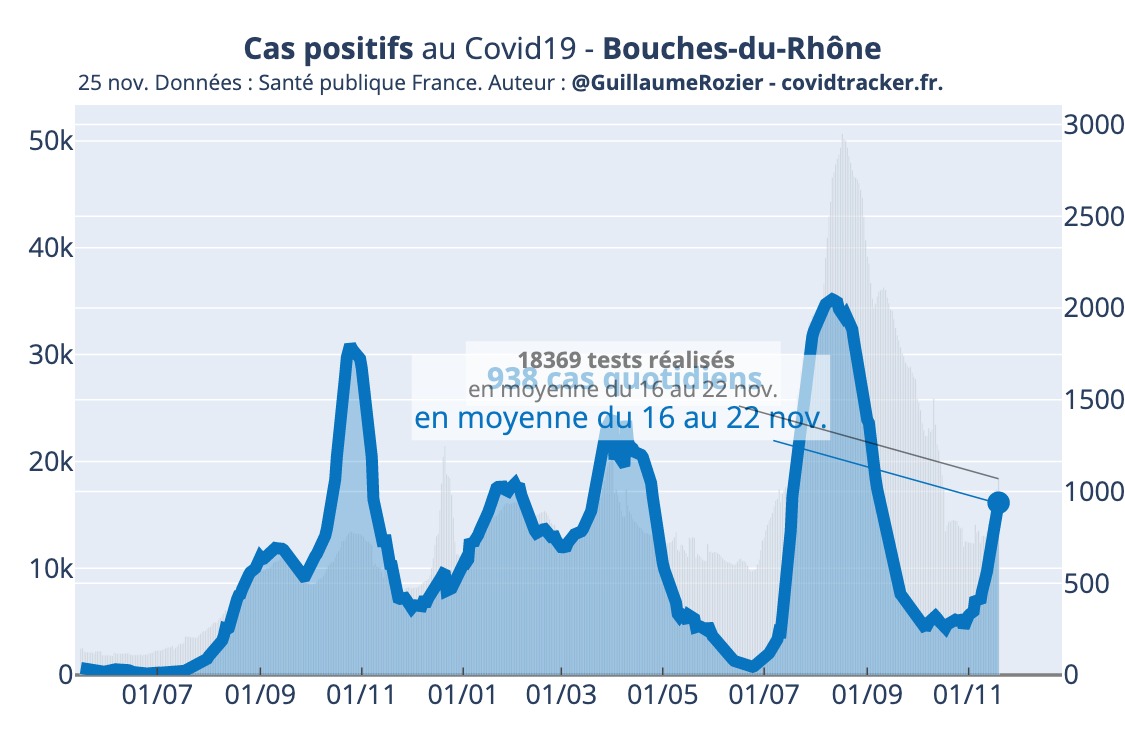 Cas positifs au Covid19 - Bouches-du-Rhône
25 nov. Données : Santé publique France. Auteur : @GuillaumeRozier - covidtracker.fr.
50k
40k
30k
20k
10k
0
3000
2500
2000
1500
1000
500
0
18369 tests réalisés
en moyenne du 16 au 22 nov.
938 cas quotidiens
en moyenne du 16 au 22 nov.
01/07 01/09 01/11 01/01 01/03 01/05 01/07 01/09 01/11